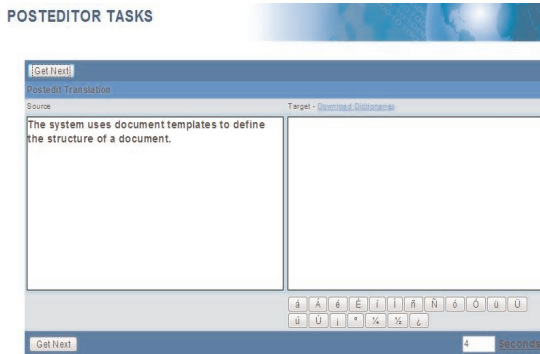 POSTEDITOR TASKS
Get Next
Postedit Translation
Source
Target - Download Dictionaries
The system uses document templates to define
the structure of a document.
á Á é É í Í ñ Ñ ó Ó ü Ü
ú Ú ¡ ª ¼ ½ ¿
Get Next
4 Seconds